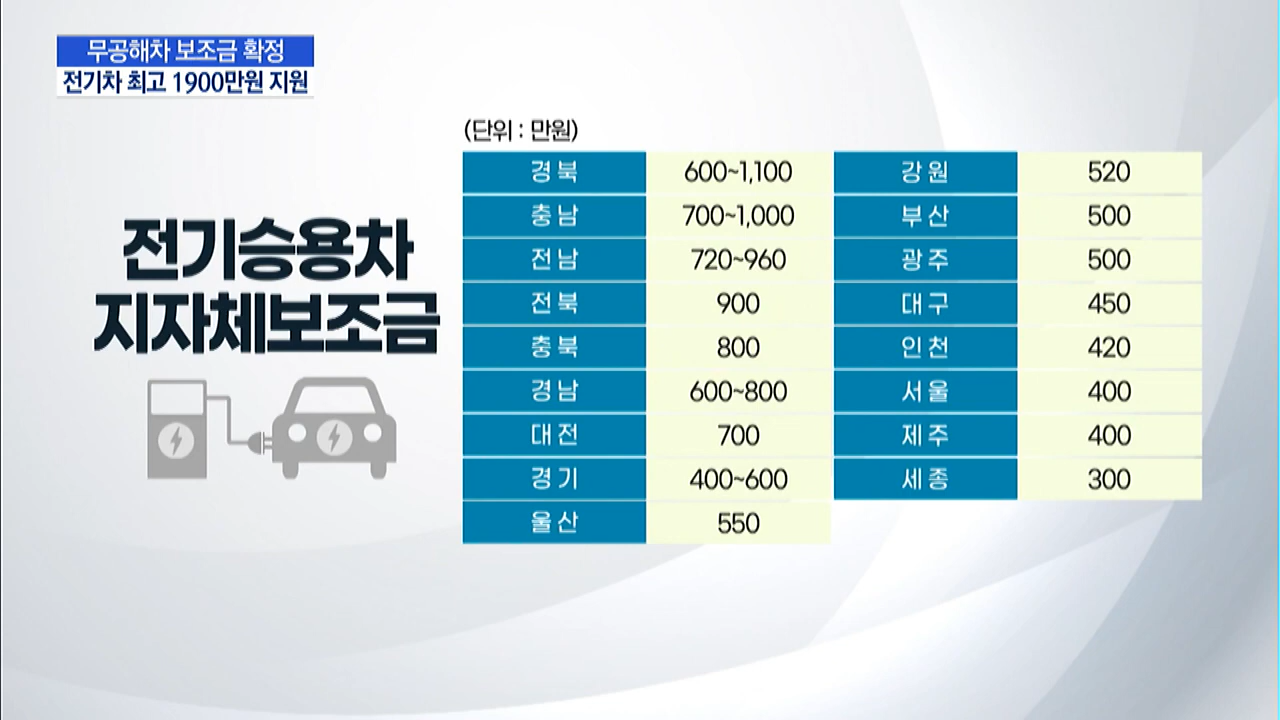 무공해차 보조금 확정
전기차 최고 1900만원 지원
(단위 : 만원)
전기승용차
지자체보조금
경북 600~1,100 강원 520
충남 700~1,000 부산 500
전남 720~960 광주 500
전북 900 대구 450
충북 800 인천 420
경남 600~800 서울 400
대전 700 제주 400
경기 400~600 세종 300
울산 550